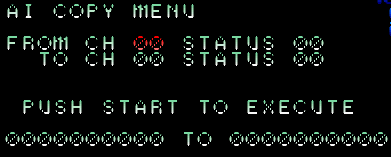 AI COPY MENU
FROM CH 00 STATUS 00
TO CH 00 STATUS 00
PUSH START TO EXECUTE
0000000000 TO 0000000000